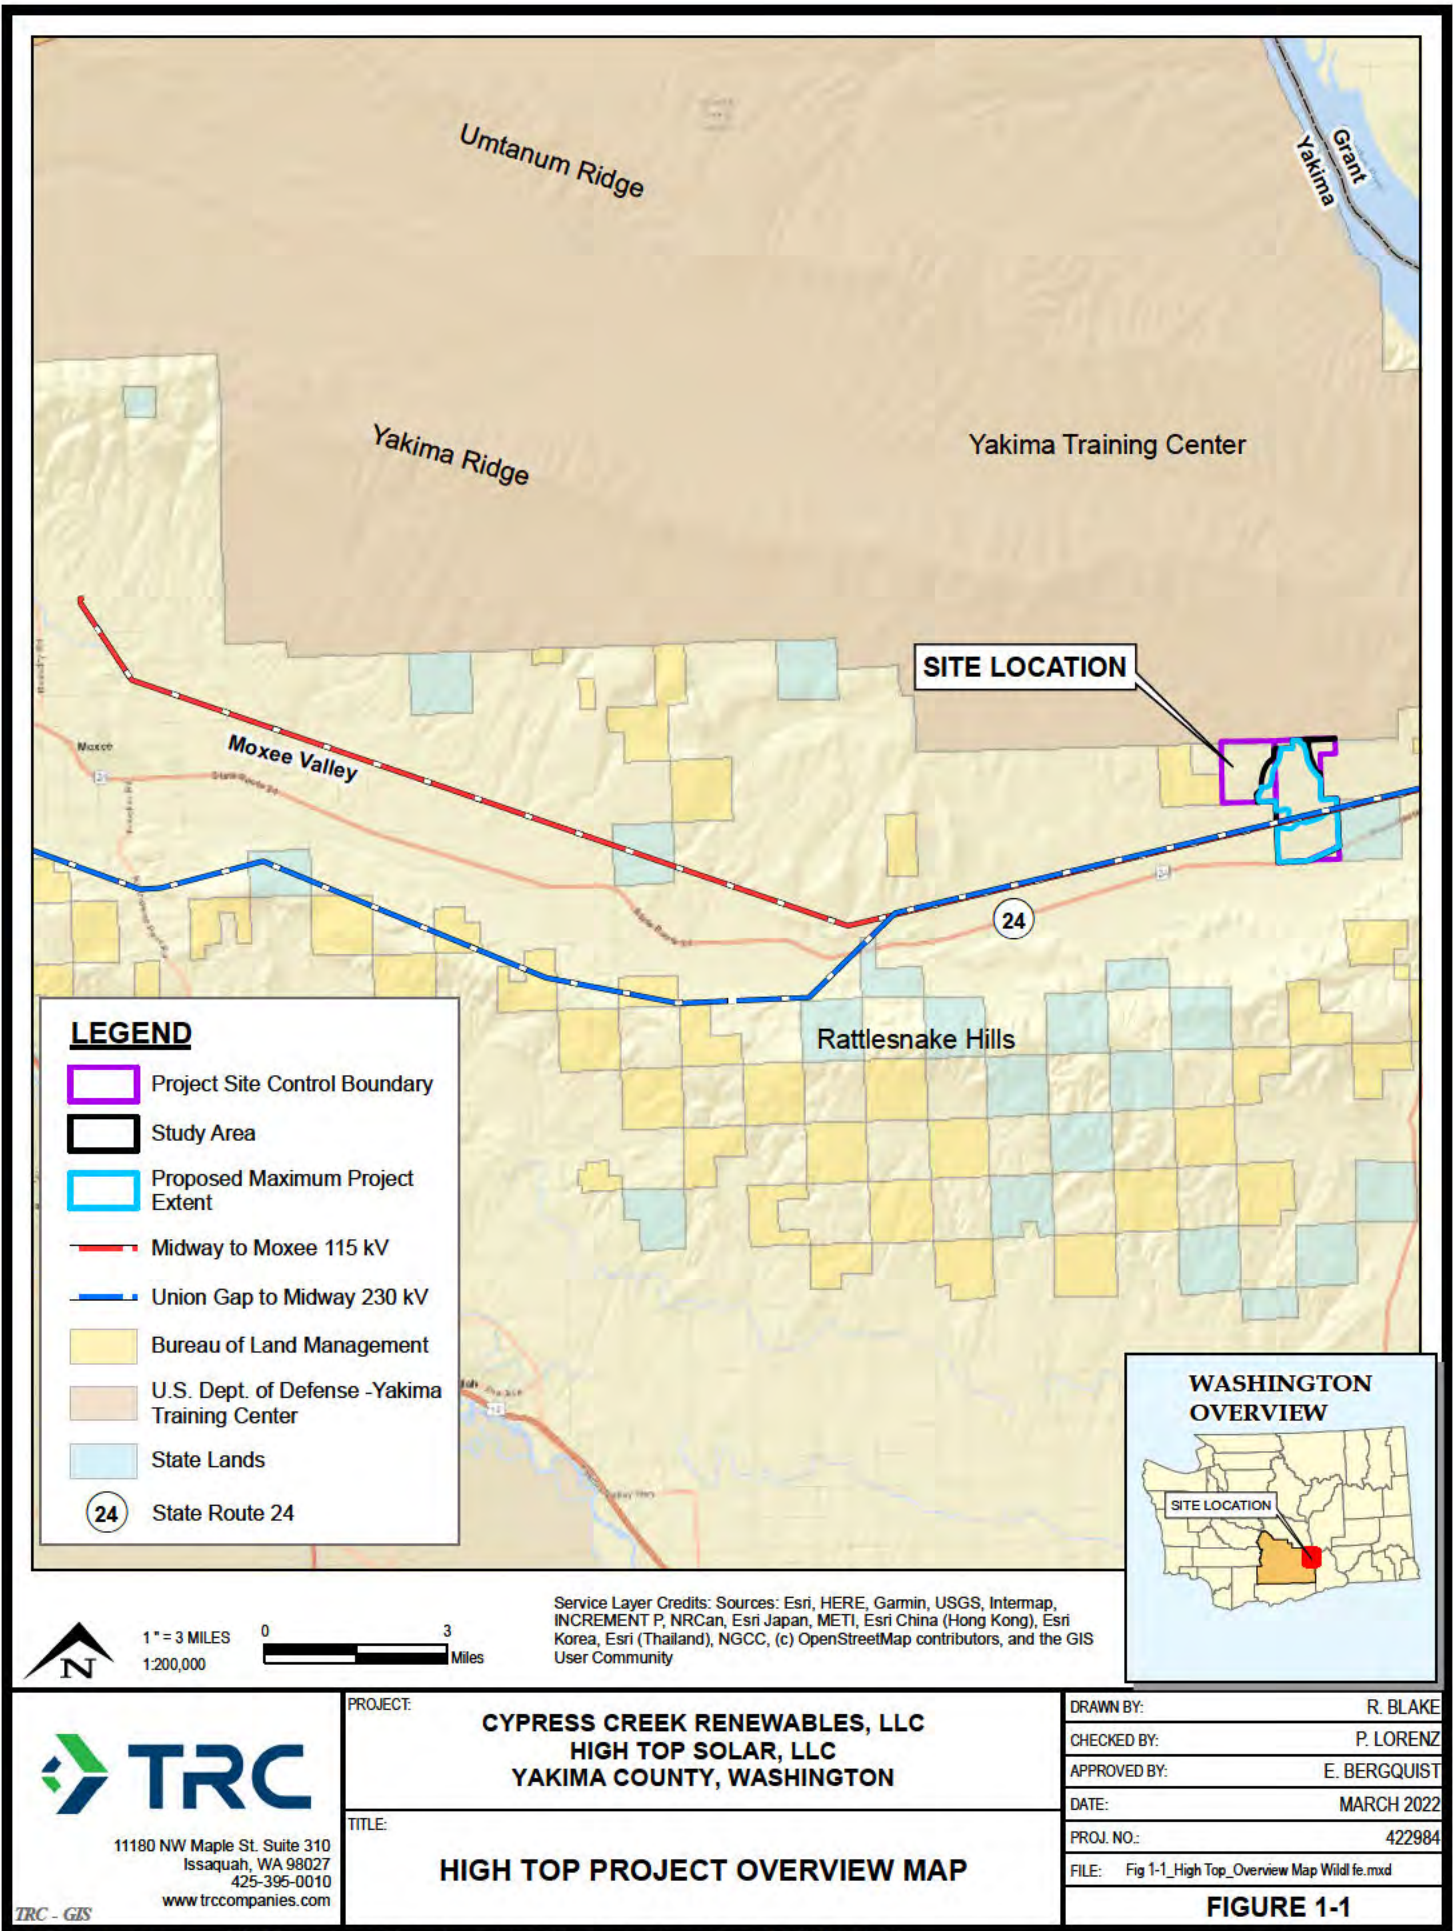 Umtanum Ridge
Grant
Yakima
Yakima Ridge
Yakima Training Center
SITE LOCATION
Moxee
Moxee Valley
State Route 24
24
State Route 24
24
24
Rattlesnake Hills
LEGEND
Project Site Control Boundary
Study Area
Proposed Maximum Project
Extent
Midway to Moxee 115 kV
Union Gap to Midway 230 kV
Bureau of Land Management
U.S. Dept. of Defense -Yakima
Training Center
State Lands
24 State Route 24
WASHINGTON
OVERVIEW
SITE LOCATION
N
1 " = 3 MILES
1:200,000
0 3
Miles
Service Layer Credits: Sources: Esri, HERE, Garmin, USGS, Intermap,
INCREMENT P, NRCan, Esri Japan, METI, Esri China (Hong Kong), Esri
Korea, Esri (Thailand), NGCC, (c) OpenStreetMap contributors, and the GIS
User Community
TRC
11180 NW Maple St. Suite 310
Issaquah, WA 98027
425-395-0010
www.trccompanies.com
TRC - GIS
PROJECT:
CYPRESS CREEK RENEWABLES, LLC
HIGH TOP SOLAR, LLC
YAKIMA COUNTY, WASHINGTON
TITLE:
HIGH TOP PROJECT OVERVIEW MAP
DRAWN BY: R. BLAKE
CHECKED BY: P. LORENZ
APPROVED BY: E. BERGQUIST
DATE: MARCH 2022
PROJ. NO.: 422984
FILE: Fig 1-1_High Top_Overview Map Wildl fe.mxd
FIGURE 1-1